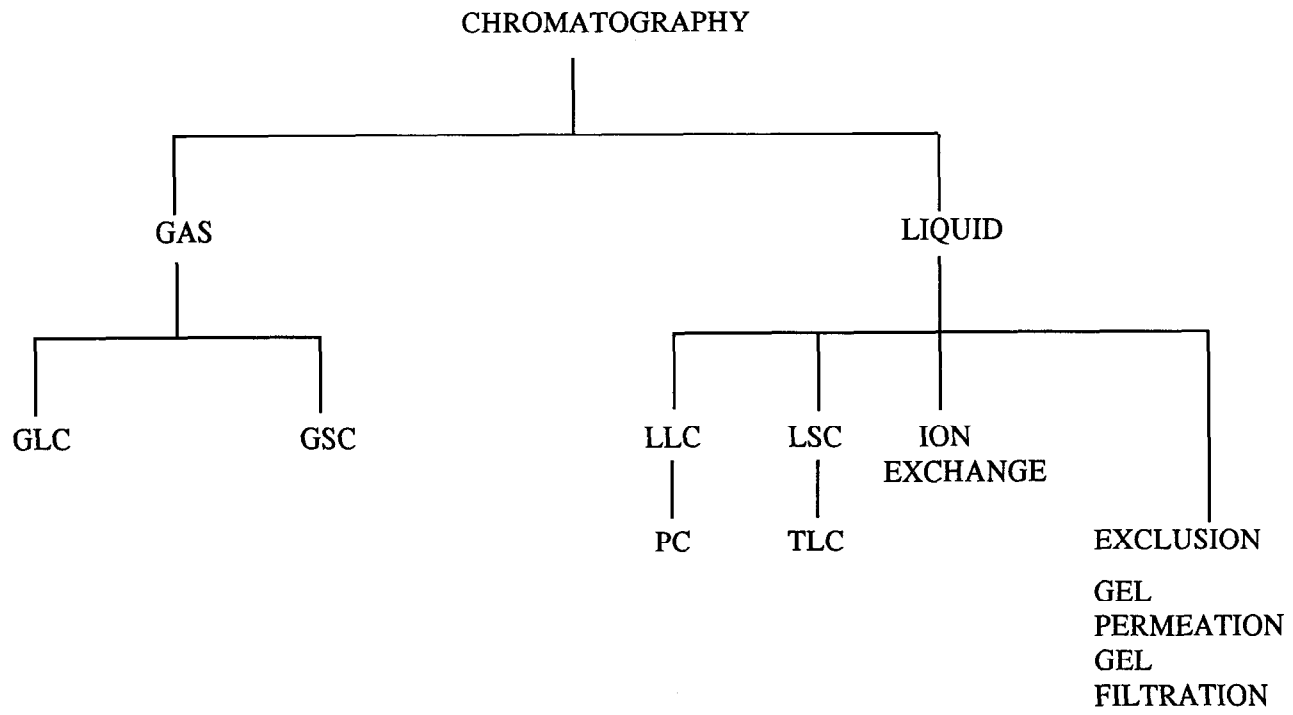 CHROMATOGRAPHY
GAS
LIQUID
GLC
GSC
LLC
LSC
ION
EXCHANGE
PC
TLC
EXCLUSION
GEL
PERMEATION
GEL
FILTRATION